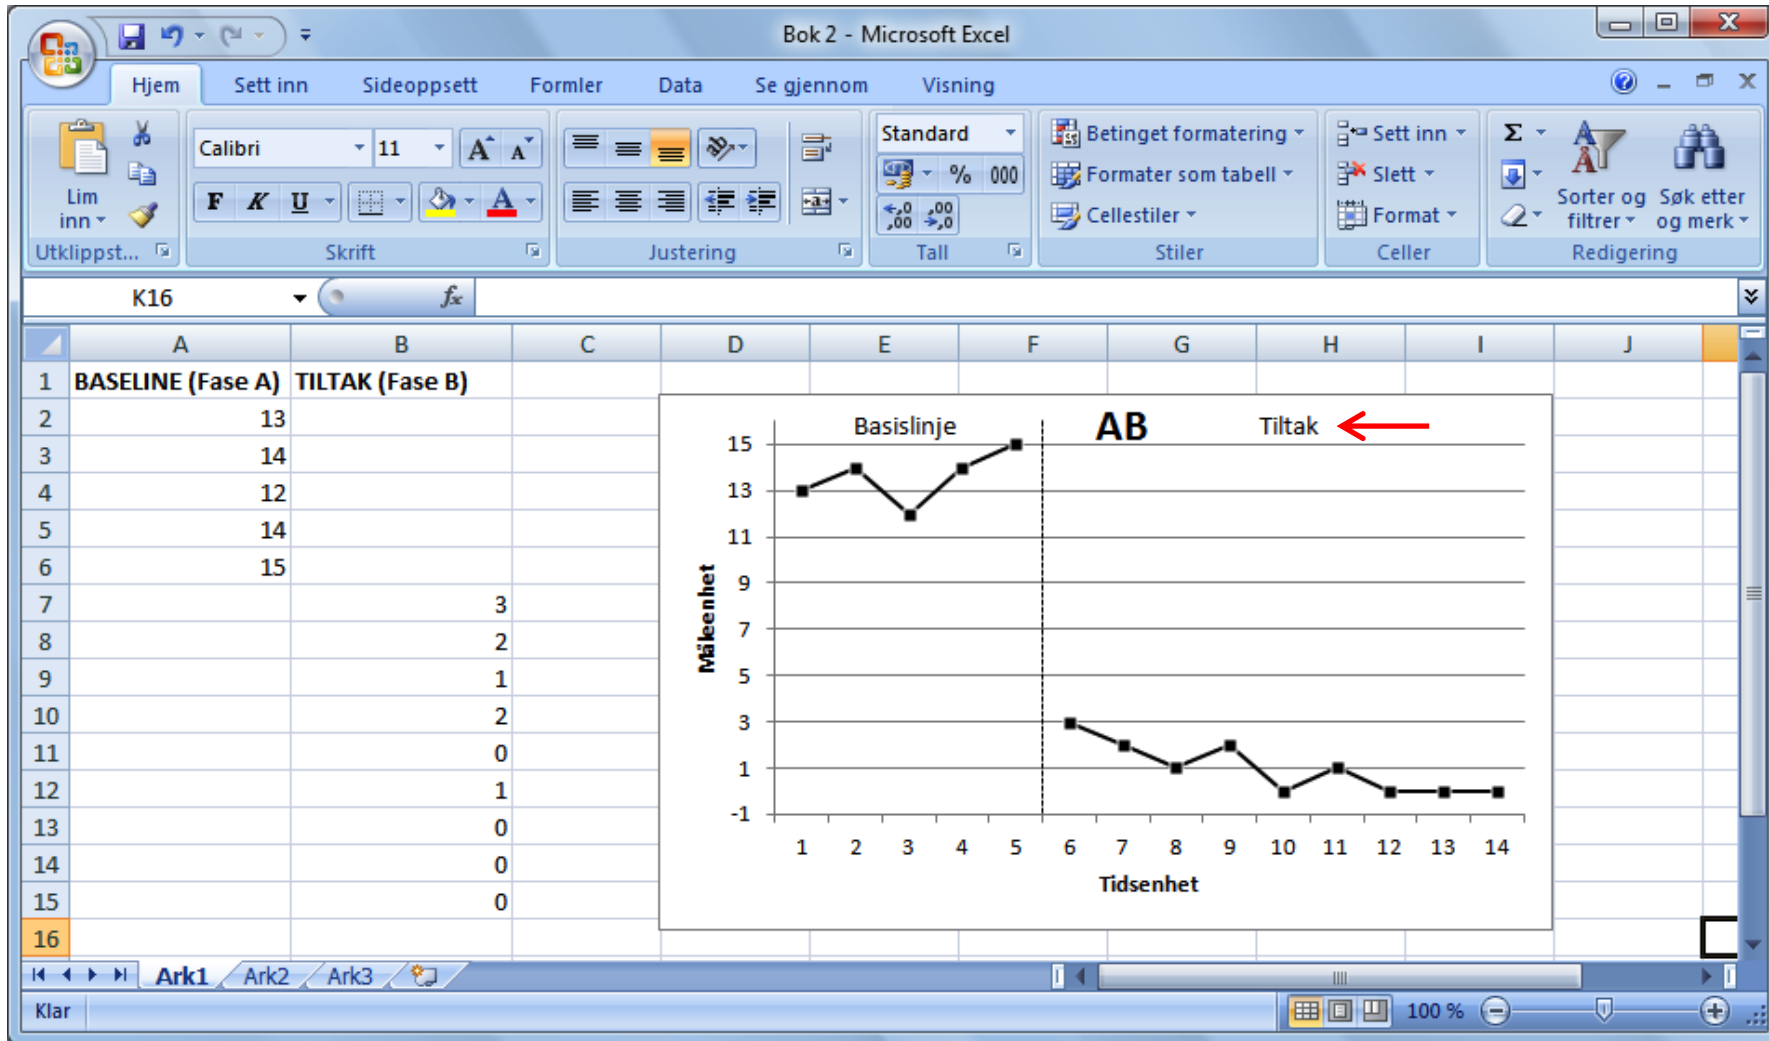 Bok 2 - Microsoft Excel
Hjem Sett inn Sideoppsett Formler Data Se gjennom Visning
Lim inn
Calibri 11 A A
F K U A
Standard
% 000
,0 ,00
,00 ,0
Betinget formatering
Formater som tabell
Cellestiler
Sett inn
Slett
Format
Σ
Sorter og filtrer
Søk etter og merk
Utklippst... Skrift Justering Tall Stiler Celler Redigering
K16 fx
A B C D E F G H I J
1 BASELINE (Fase A) TILTAK (Fase B)
2 13
3 14
4 12
5 14
6 15
7 3
8 2
9 1
10 2
11 0
12 1
13 0
14 0
15 0
16
Basislinje AB Tiltak
15
13
11
9
7
5
3
1
-1
Måleenhet
1 2 3 4 5 6 7 8 9 10 11 12 13 14
Tidsenhet
Ark1 Ark2 Ark3
Klar 100 %